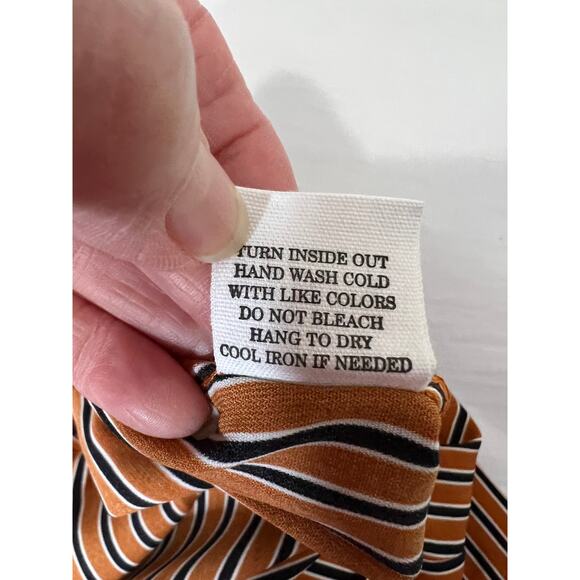 TURN INSIDE OUT
HAND WASH COLD
WITH LIKE COLORS
DO NOT BLEACH
HANG TO DRY
COOL IRON IF NEEDED